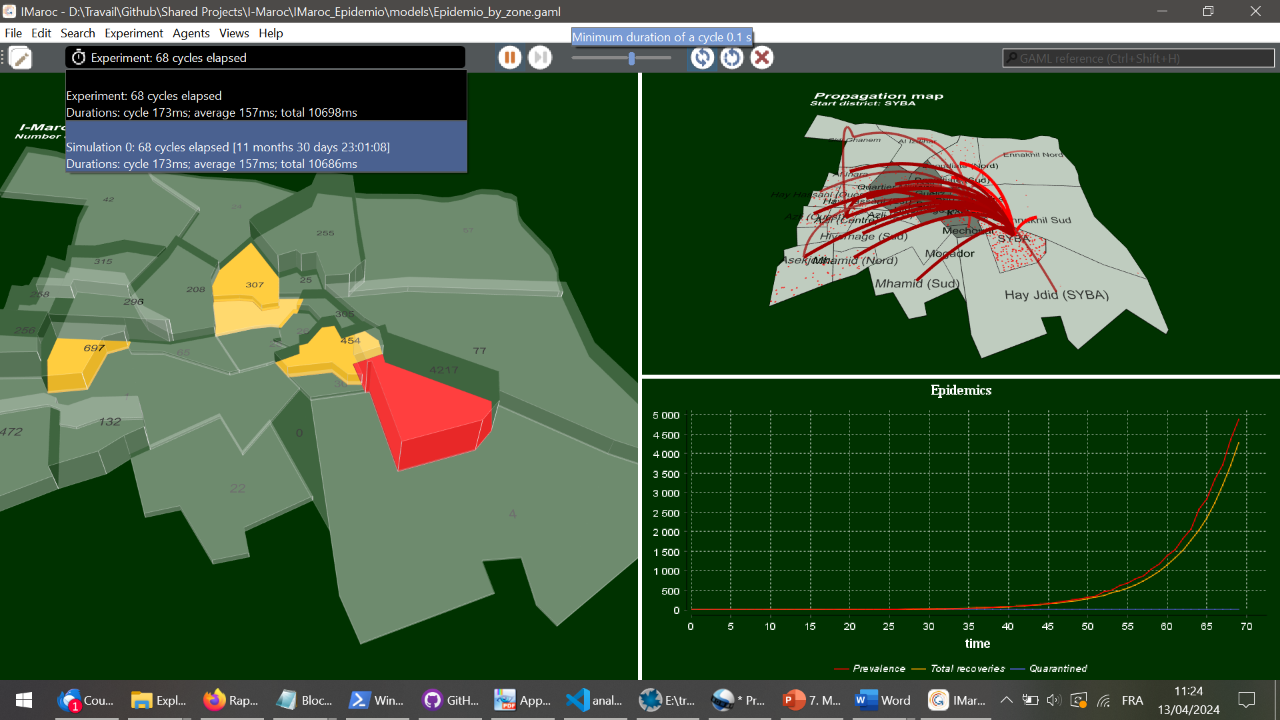 IMaroc - D:\Travail\Github\Shared Projects\I-Maroc\IMaroc_Epidemio\models\Epidemio_by_zone.gaml
File Edit Search Experiment Agents Views Help
Minimum duration of a cycle 0.1 s
Experiment: 68 cycles elapsed
GAML reference (Ctrl+Shift+H)
Experiment: 68 cycles elapsed
Durations: cycle 173ms; average 157ms; total 10698ms
Simulation 0: 68 cycles elapsed [11 months 30 days 23:01:08]
Durations: cycle 173ms; average 157ms; total 10686ms
I-Maroc
Number
42
255
51
315
307
25
208
258
296
305
255
697
454
77
4217
132
472
0
22
4
Propagation map
Start district: SYBA
Ennakhil Nord
Ennakhil Sud
Mechouar
SYBA
Hivernage (Sud)
Mhamid (Nord)
Mogador
Mhamid (Sud)
Hay Jdid (SYBA)
Epidemics
5 000
4 500
4 000
3 500
3 000
2 500
2 000
1 500
1 000
500
0
0 5 10 15 20 25 30 35 40 45 50 55 60 65 70
time
Prevalence Total recoveries Quarantined
1
Cou... Expl... Rap... Bloc... Win... GitH... App... anal... E:\tr... * Pr... 7. M... Word IMar...
FRA
11:24
13/04/2024